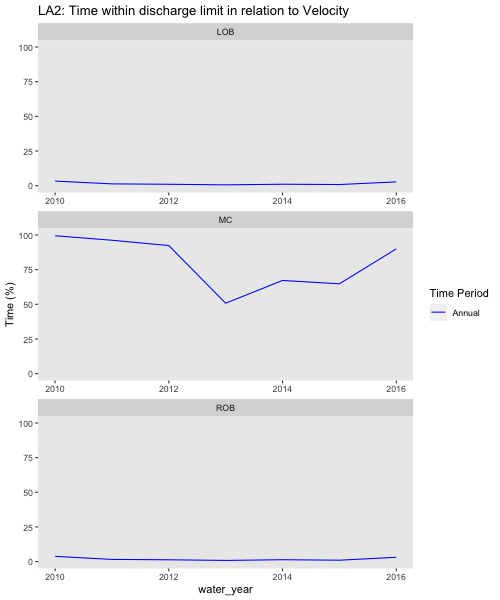 LA2: Time within discharge limit in relation to Velocity
LOB
100
75
50
25
0
2010 2012 2014 2016
MC
100
75
50
25
0
2010 2012 2014 2016
Time (%)
Time Period
Annual
ROB
100
75
50
25
0
2010 2012 2014 2016
water_year